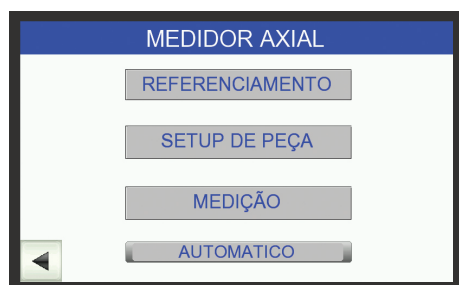 MEDIDOR AXIAL
REFERENCIAMENTO
SETUP DE PEÇA
MEDIÇÃO
AUTOMATICO